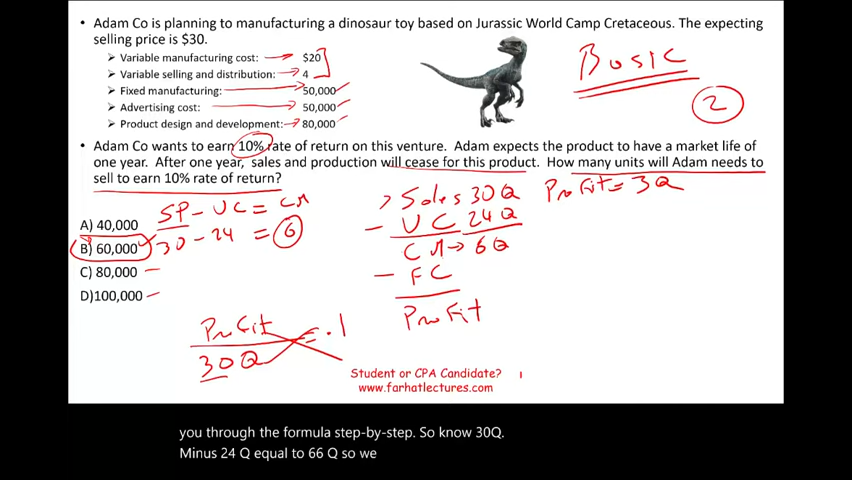 • Adam Co is planning to manufacturing a dinosaur toy based on Jurassic World Camp Cretaceous. The expecting
selling price is $30.
➢ Variable manufacturing cost: $20
➢ Variable selling and distribution: 4
➢ Fixed manufacturing: 50,000
➢ Advertising cost: 50,000
➢ Product design and development: 80,000
Basic
2
• Adam Co wants to earn 10% rate of return on this venture. Adam expects the product to have a market life of
one year. After one year, sales and production will cease for this product. How many units will Adam needs to
sell to earn 10% rate of return?
Profit = 3Q
SP - VC = CM
30 - 24 = 6
Sales 30Q
- VC 24Q
CM → 6Q
- FC
Profit
A) 40,000
B) 60,000
C) 80,000
D)100,000
Profit
30Q
= .1
Student or CPA Candidate?
www.farhatlectures.com
you through the formula step-by-step. So know 30Q.
Minus 24 Q equal to 66 Q so we